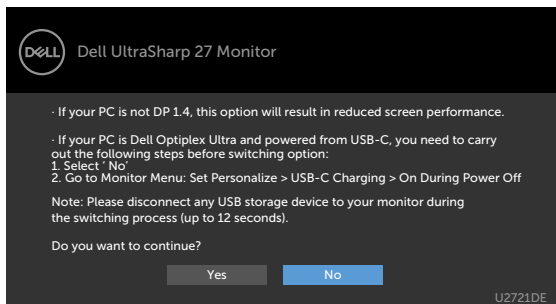 DELL
Dell UltraSharp 27 Monitor
· If your PC is not DP 1.4, this option will result in reduced screen performance.
· If your PC is Dell Optiplex Ultra and powered from USB-C, you need to carry
out the following steps before switching option:
1. Select ‘ No’
2. Go to Monitor Menu: Set Personalize > USB-C Charging > On During Power Off
Note: Please disconnect any USB storage device to your monitor during
the switching process (up to 12 seconds).
Do you want to continue?
Yes
No
U2721DE